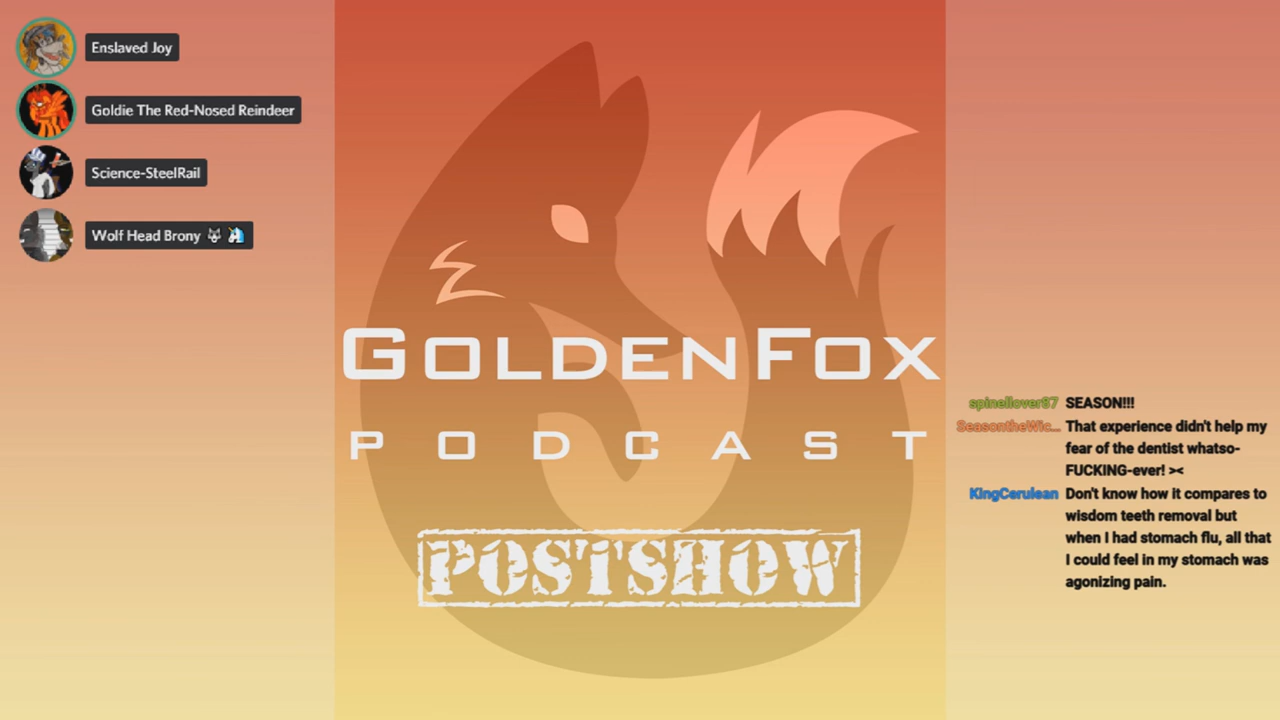 Enslaved Joy
Goldie The Red-Nosed Reindeer
Science-SteelRail
Wolf Head Brony
GOLDENFOX
PODCAST
POSTSHOW
spinellover87 SEASON!!!
SeasontheWic... That experience didn't help my
fear of the dentist whatso-
FUCKING-ever! ><
KingCerulean Don't know how it compares to
wisdom teeth removal but
when I had stomach flu, all that
I could feel in my stomach was
agonizing pain.